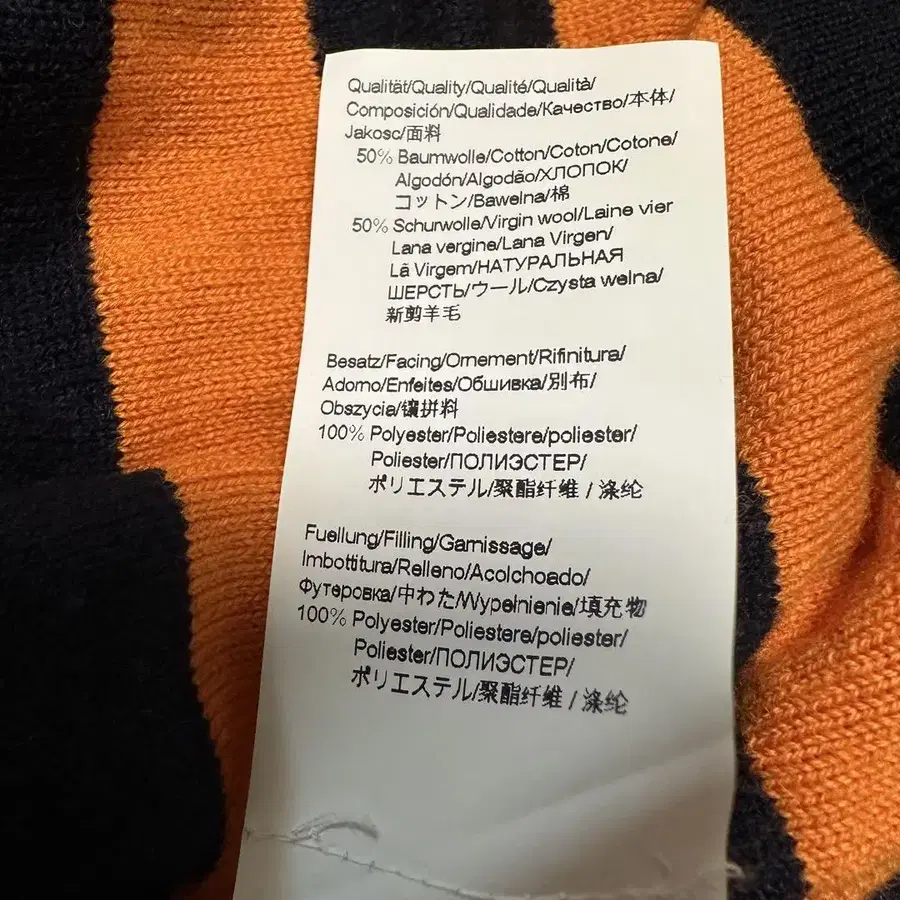 Qualität/Quality/Qualité/Qualità/
Composición/Qualidade/Качество/本体/
Jakosc/面料
50% Baumwolle/Cotton/Coton/Cotone/
Algodón/Algodão/ХЛОПОК/
コットン/Bawelna/棉
50% Schurwolle/Virgin wool/Laine vier
Lana vergine/Lana Virgen/
Lã Virgem/НАТУРАЛЬНАЯ
ШЕРСТЬ/ウール/Czysta welna/
新剪羊毛
Besatz/Facing/Ornement/Rifinitura/
Adorno/Enfeites/Обшивка/別布/
Obszycia/镶拼料
100% Polyester/Poliestere/poliester/
Poliester/ПОЛИЭСТЕР/
ポリエステル/聚酯纤维 / 涤纶
Fuellung/Filling/Garnissage/
Imbottitura/Relleno/Acolchoado/
Футеровка/中わた/Wypelnienie/填充物
100% Polyester/Poliestere/poliester/
Poliester/ПОЛИЭСТЕР/
ポリエステル/聚酯纤维 / 涤纶